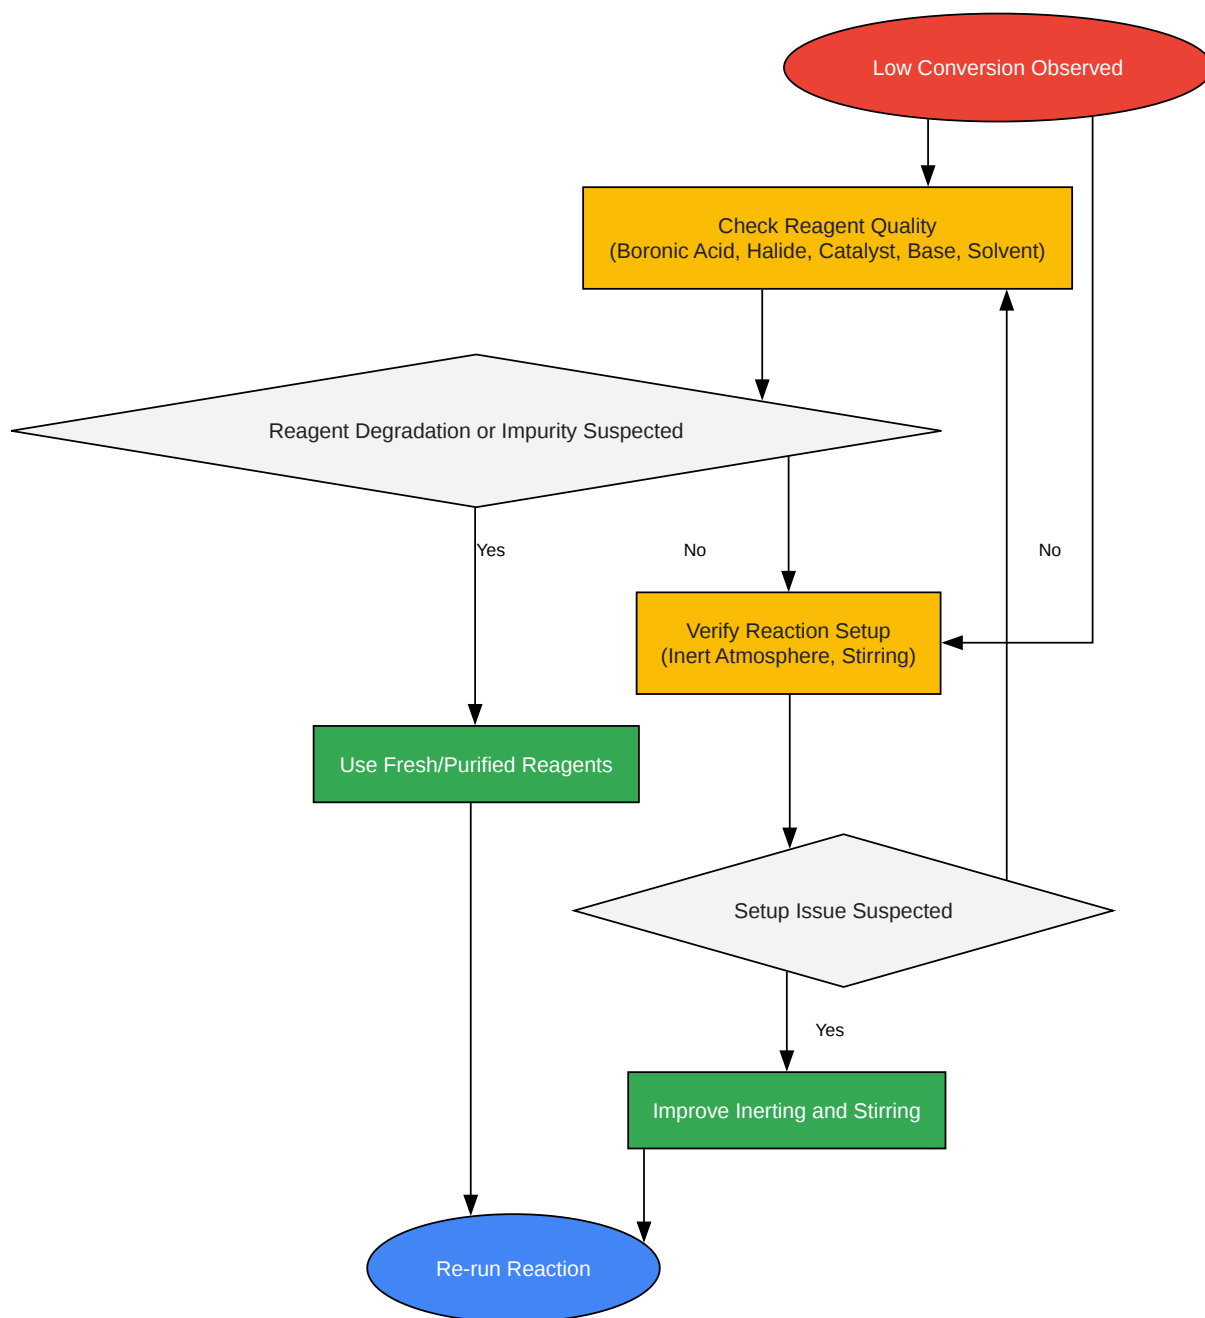 Low Conversion Observed
Check Reagent Quality
(Boronic Acid, Halide, Catalyst, Base, Solvent)
Reagent Degradation or Impurity Suspected
Yes
No
No
Verify Reaction Setup
(Inert Atmosphere, Stirring)
Use Fresh/Purified Reagents
Setup Issue Suspected
Yes
Improve Inerting and Stirring
Re-run Reaction